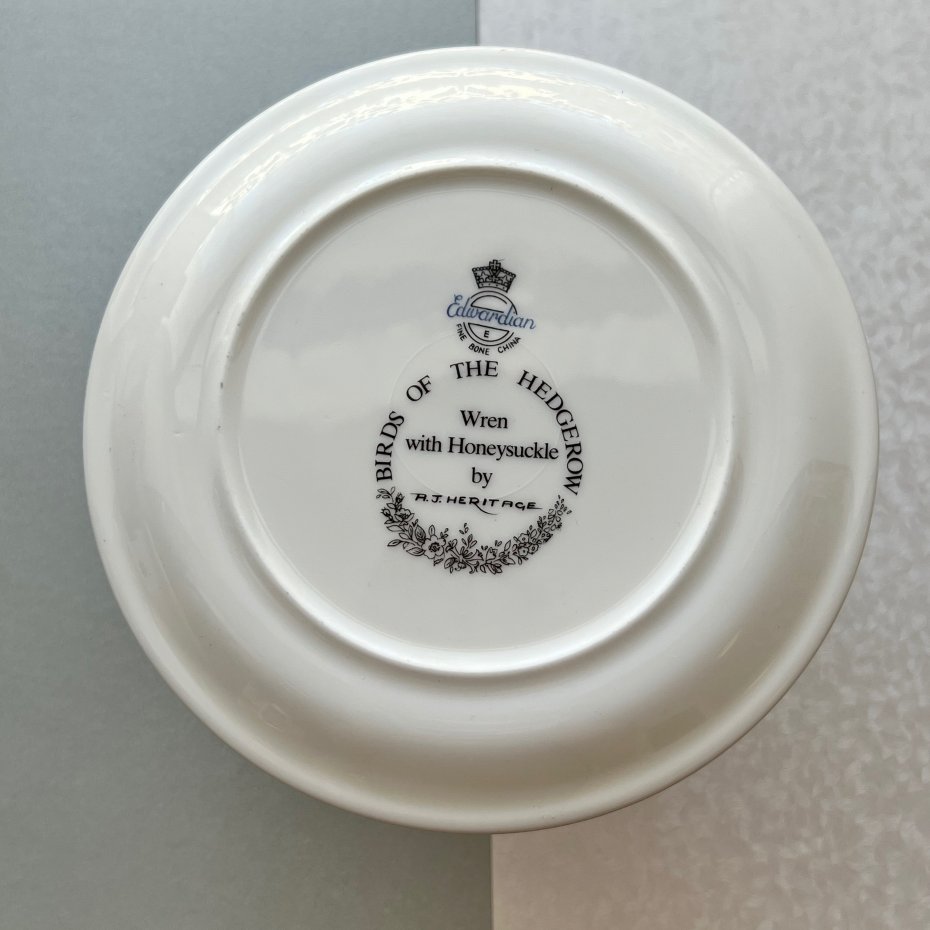 Edwardian
E
FINE BONE CHINA
BIRDS OF THE HEDGEROW
Wren
with Honeysuckle
by
A.J. HERITAGE